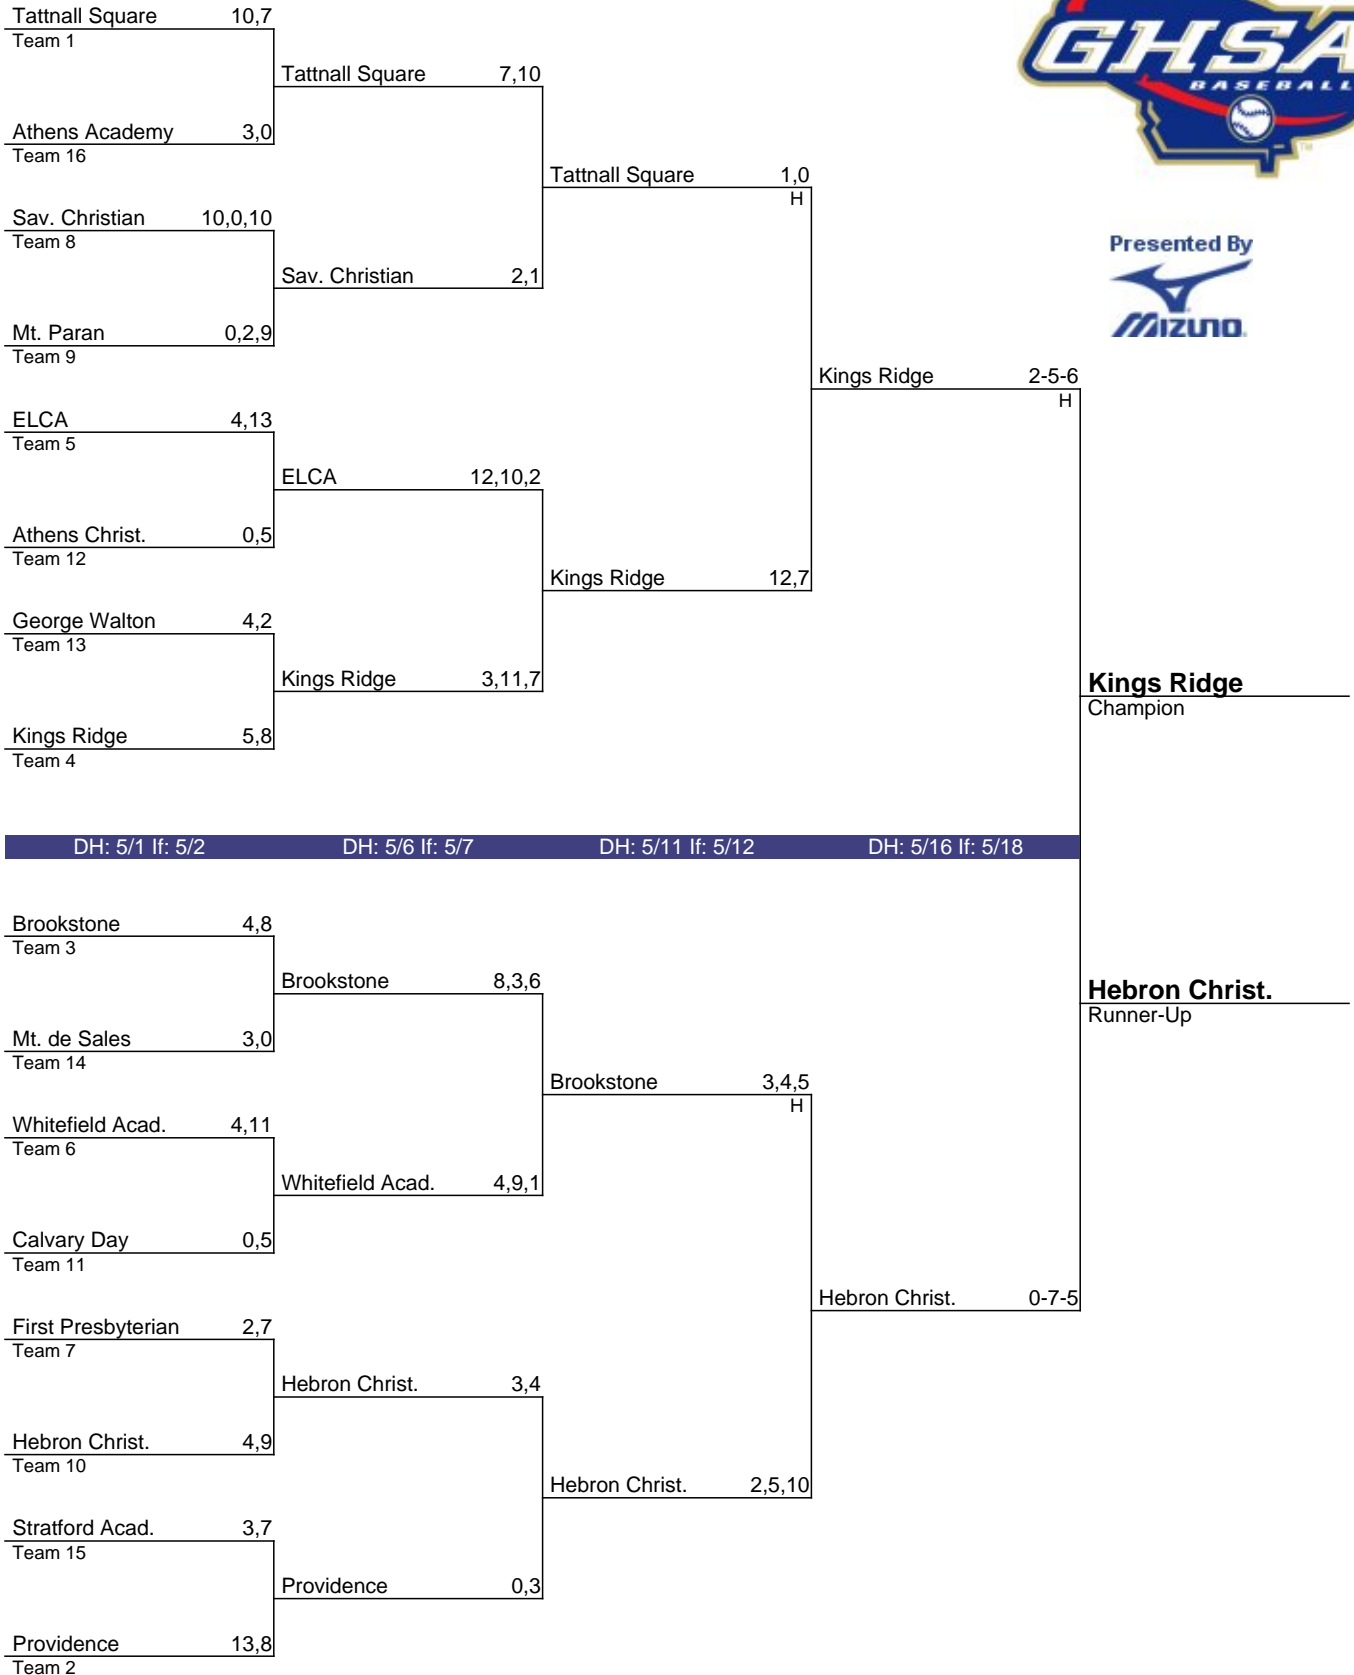 Tattnall Square 10,7
Team 1
Tattnall Square 7,10
Athens Academy 3,0
Team 16
Tattnall Square 1,0
H
Sav. Christian 10,0,10
Team 8
Sav. Christian 2,1
Mt. Paran 0,2,9
Team 9
Kings Ridge 2-5-6
H
ELCA 4,13
Team 5
ELCA 12,10,2
Athens Christ. 0,5
Team 12
Kings Ridge 12,7
George Walton 4,2
Team 13
Kings Ridge 3,11,7
Kings Ridge 5,8
Team 4
Kings Ridge
Champion
GHSA
BASEBALL
TM
Presented By
MIZUNO
DH: 5/1 If: 5/2 DH: 5/6 If: 5/7 DH: 5/11 If: 5/12 DH: 5/16 If: 5/18
Brookstone 4,8
Team 3
Brookstone 8,3,6
Mt. de Sales 3,0
Team 14
Brookstone 3,4,5
H
Whitefield Acad. 4,11
Team 6
Whitefield Acad. 4,9,1
Calvary Day 0,5
Team 11
Hebron Christ. 0-7-5
First Presbyterian 2,7
Team 7
Hebron Christ. 3,4
Hebron Christ. 4,9
Team 10
Hebron Christ. 2,5,10
Stratford Acad. 3,7
Team 15
Providence 0,3
Providence 13,8
Team 2
Hebron Christ.
Runner-Up